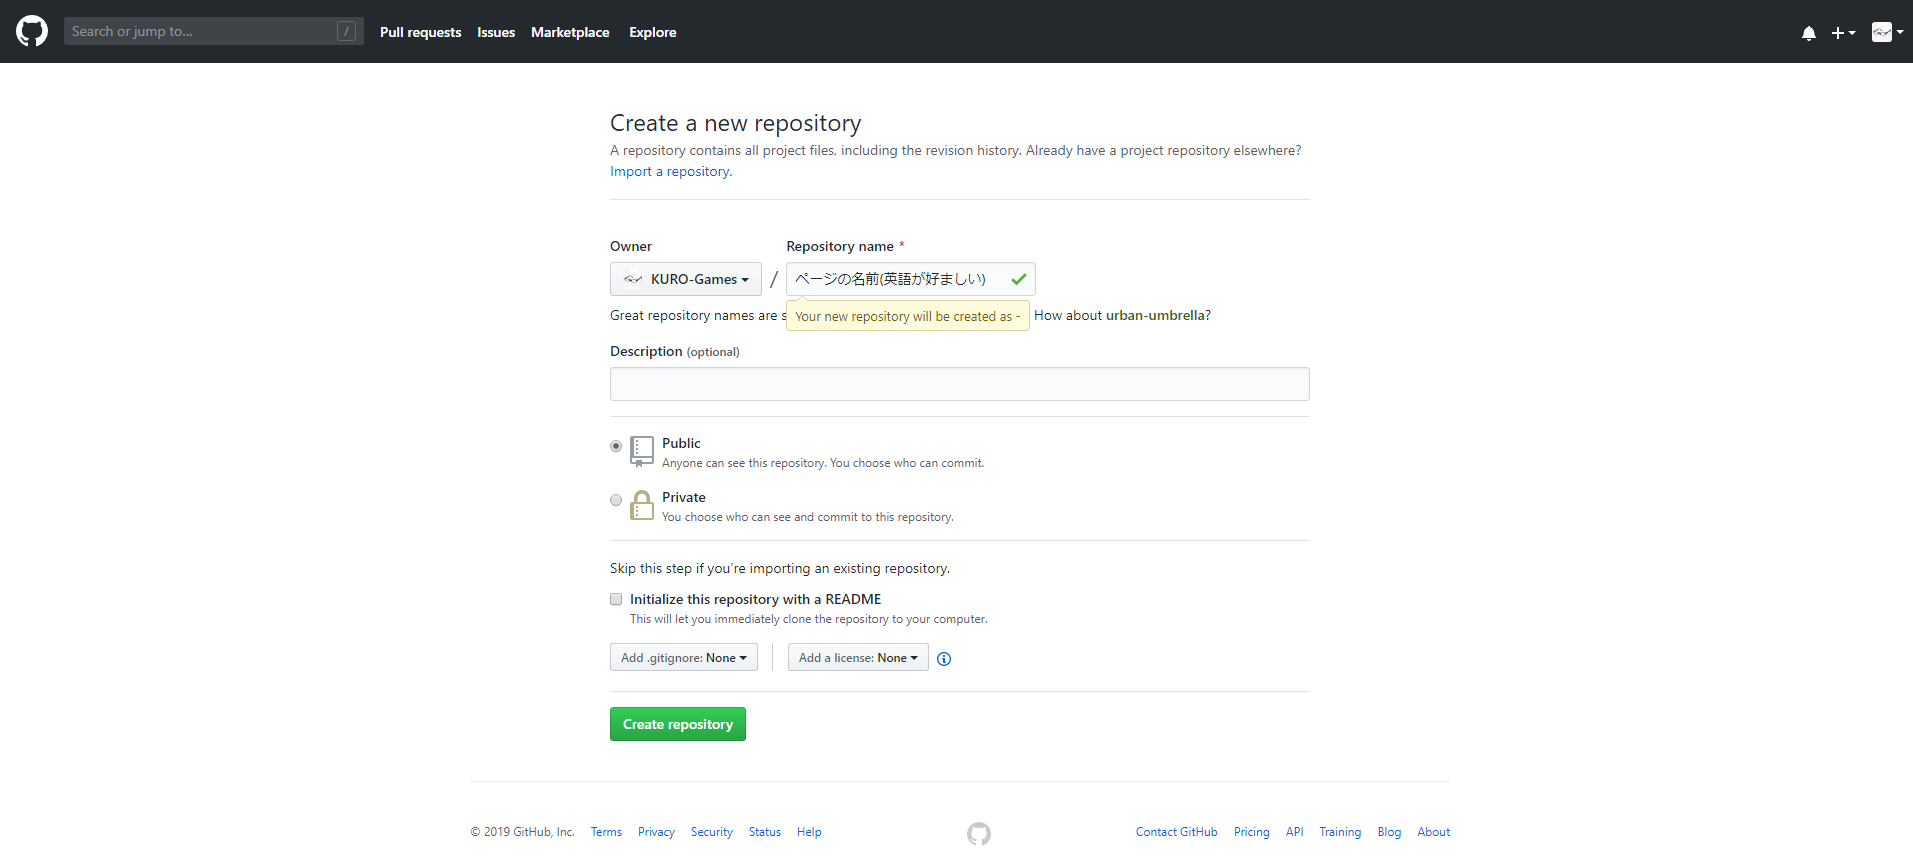 Search or jump to... /
Pull requests Issues Marketplace Explore
Create a new repository
A repository contains all project files, including the revision history. Already have a project repository elsewhere?
Import a repository.
Owner Repository name *
KURO-Games / ページの名前(英語が好ましい)
Great repository names are s How about urban-umbrella?
Your new repository will be created as -
Description (optional)
Public
Anyone can see this repository. You choose who can commit.
Private
You choose who can see and commit to this repository.
Skip this step if you’re importing an existing repository.
Initialize this repository with a README
This will let you immediately clone the repository to your computer.
Add .gitignore: None Add a license: None
Create repository
© 2019 GitHub, Inc. Terms Privacy Security Status Help Contact GitHub Pricing API Training Blog About